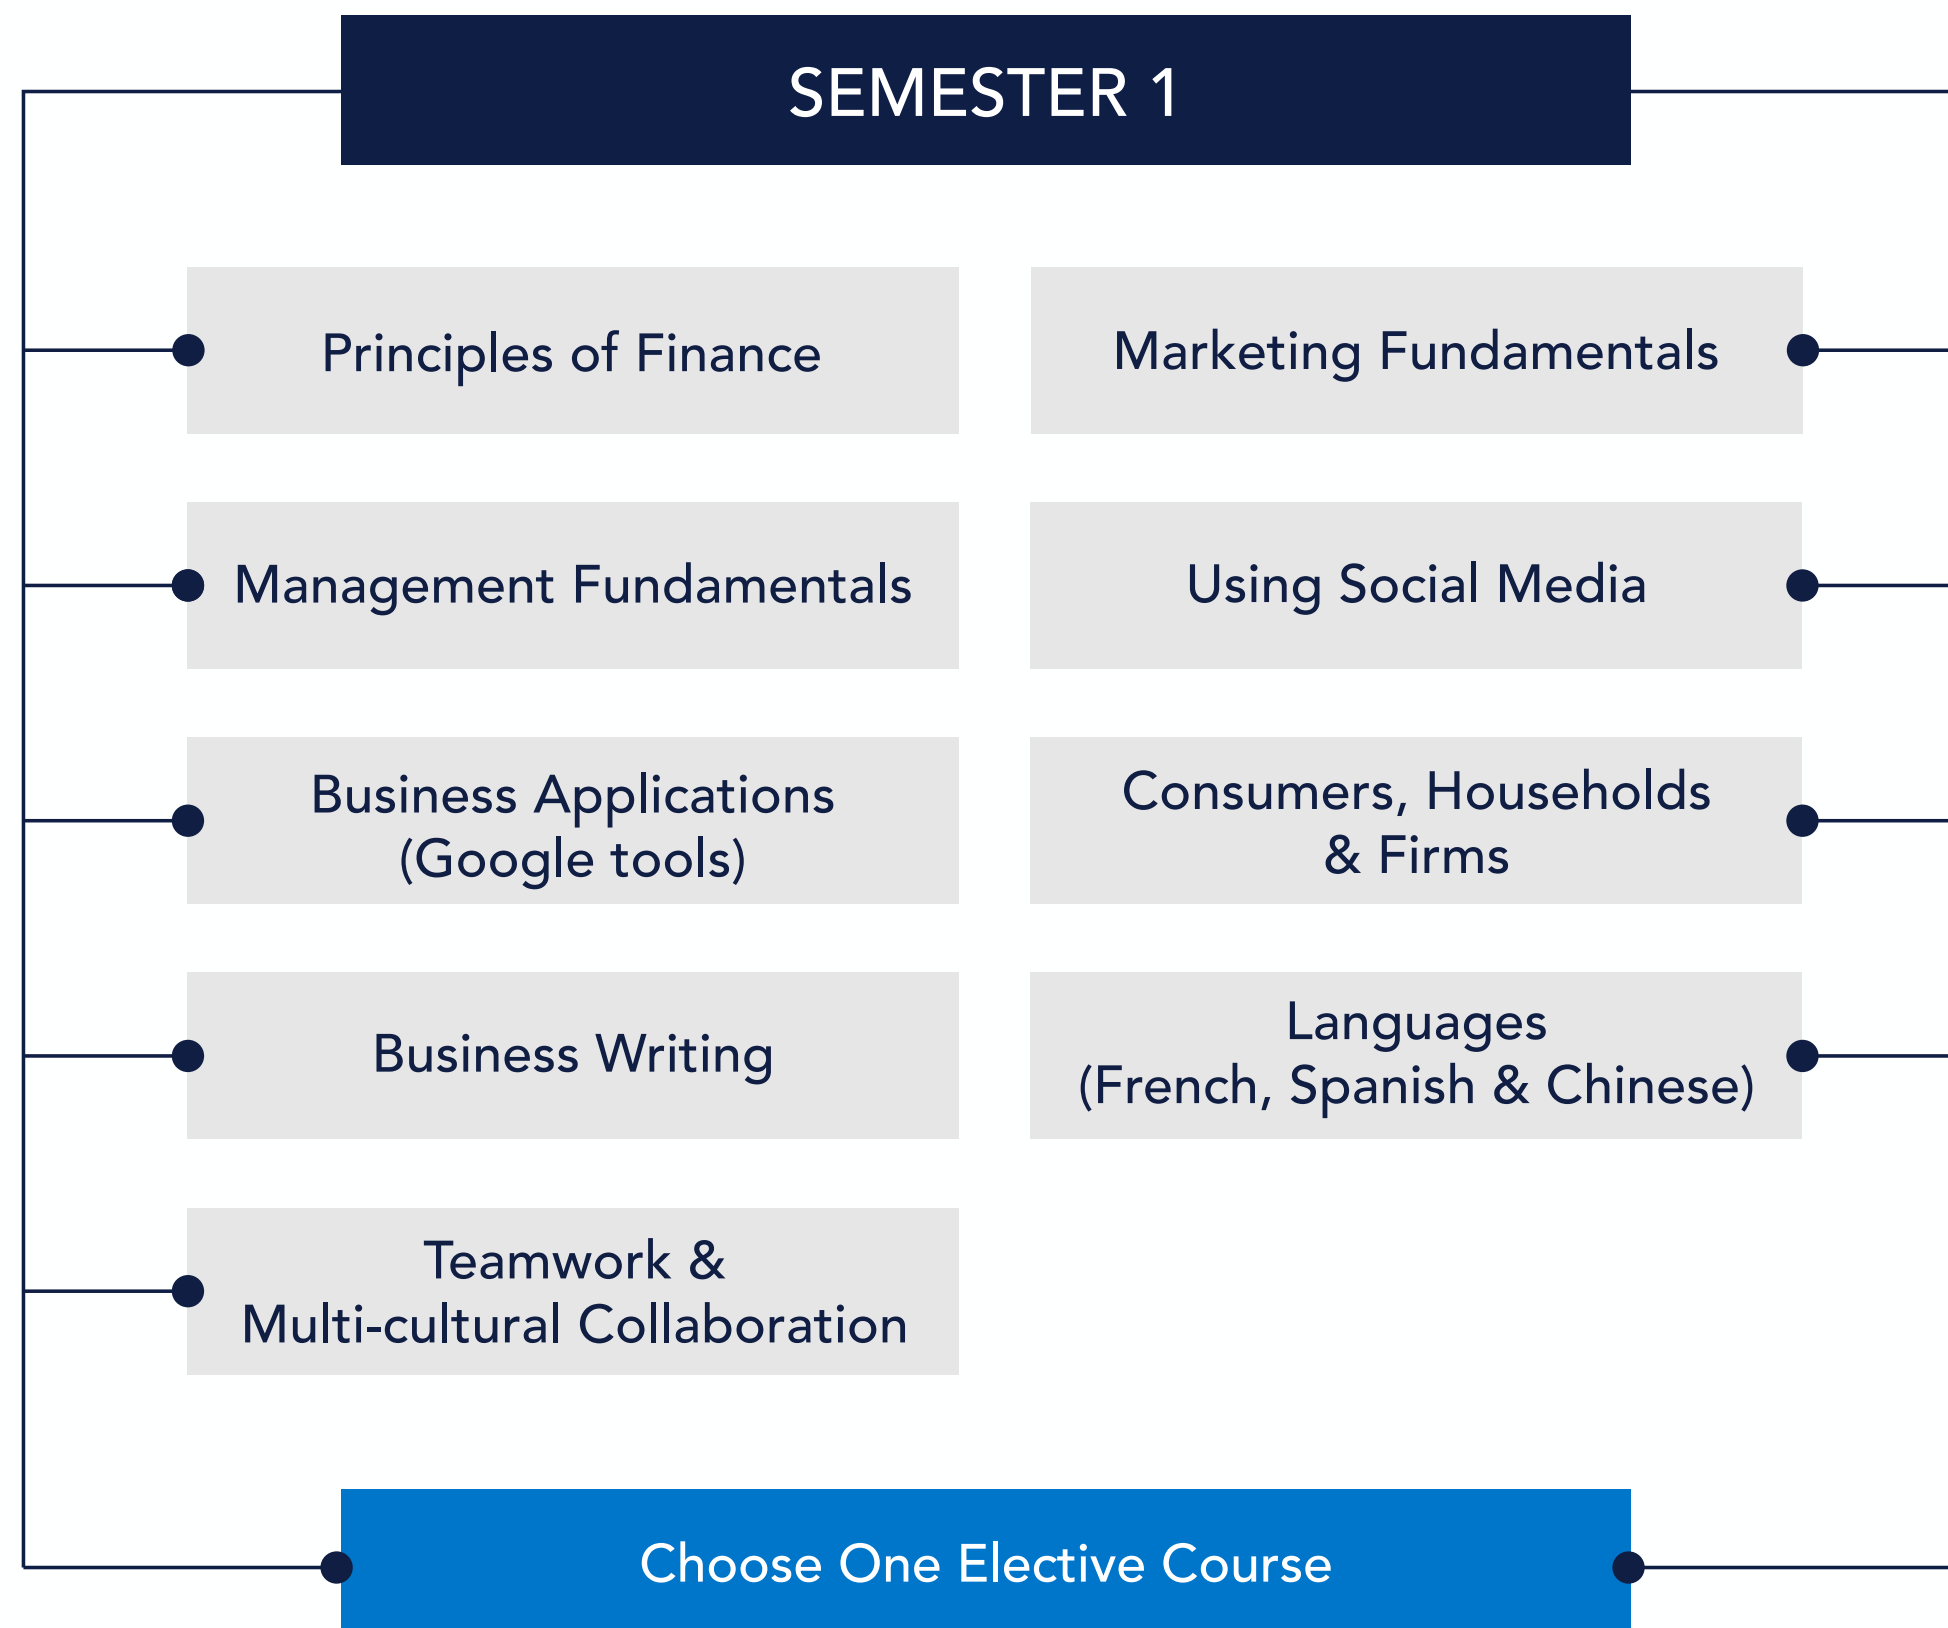 SEMESTER 1
Principles of Finance
Marketing Fundamentals
Management Fundamentals
Using Social Media
Business Applications
(Google tools)
Consumers, Households
& Firms
Business Writing
Languages
(French, Spanish & Chinese)
Teamwork &
Multi-cultural Collaboration
Choose One Elective Course